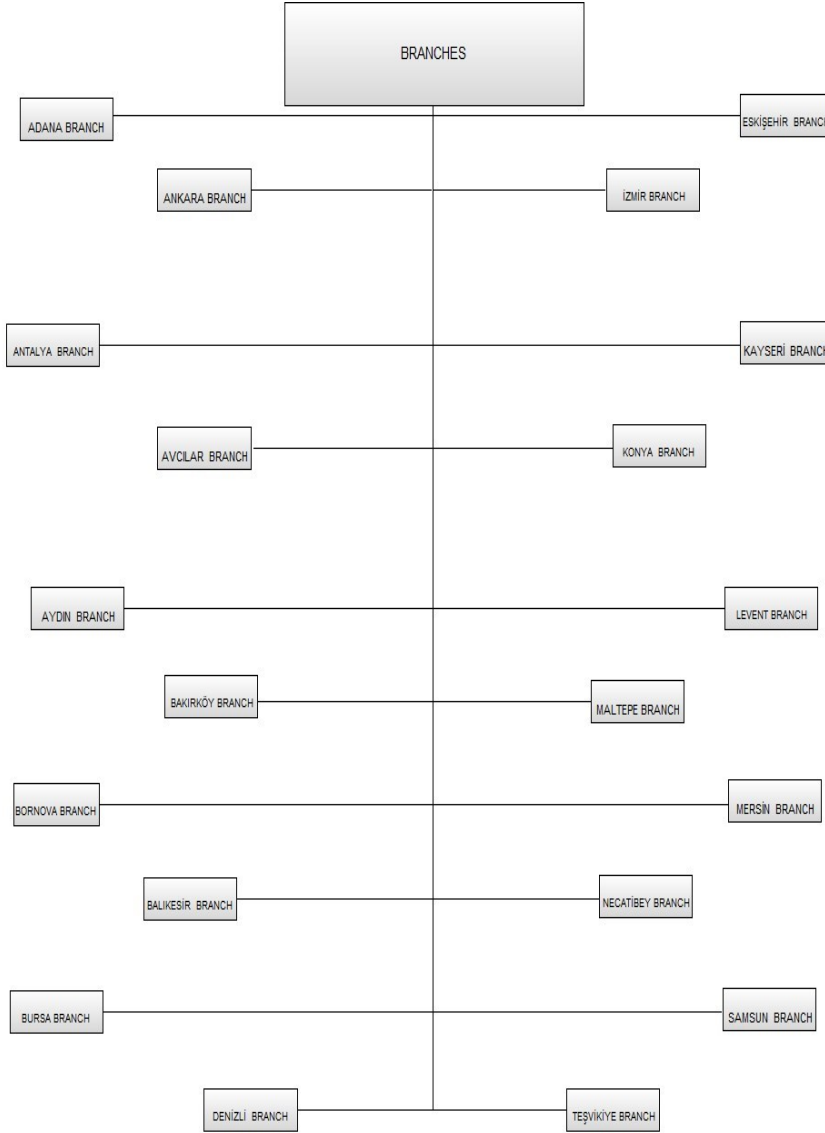 BRANCHES
ADANA BRANCH
ESKİŞEHİR BRANCH
ANKARA BRANCH
İZMİR BRANCH
ANTALYA BRANCH
KAYSERİ BRANCH
AVCILAR BRANCH
KONYA BRANCH
AYDIN BRANCH
LEVENT BRANCH
BAKIRKÖY BRANCH
MALTEPE BRANCH
BORNOVA BRANCH
MERSİN BRANCH
BALIKESİR BRANCH
NECATİBEY BRANCH
BURSA BRANCH
SAMSUN BRANCH
DENİZLİ BRANCH
TEŞVİKİYE BRANCH